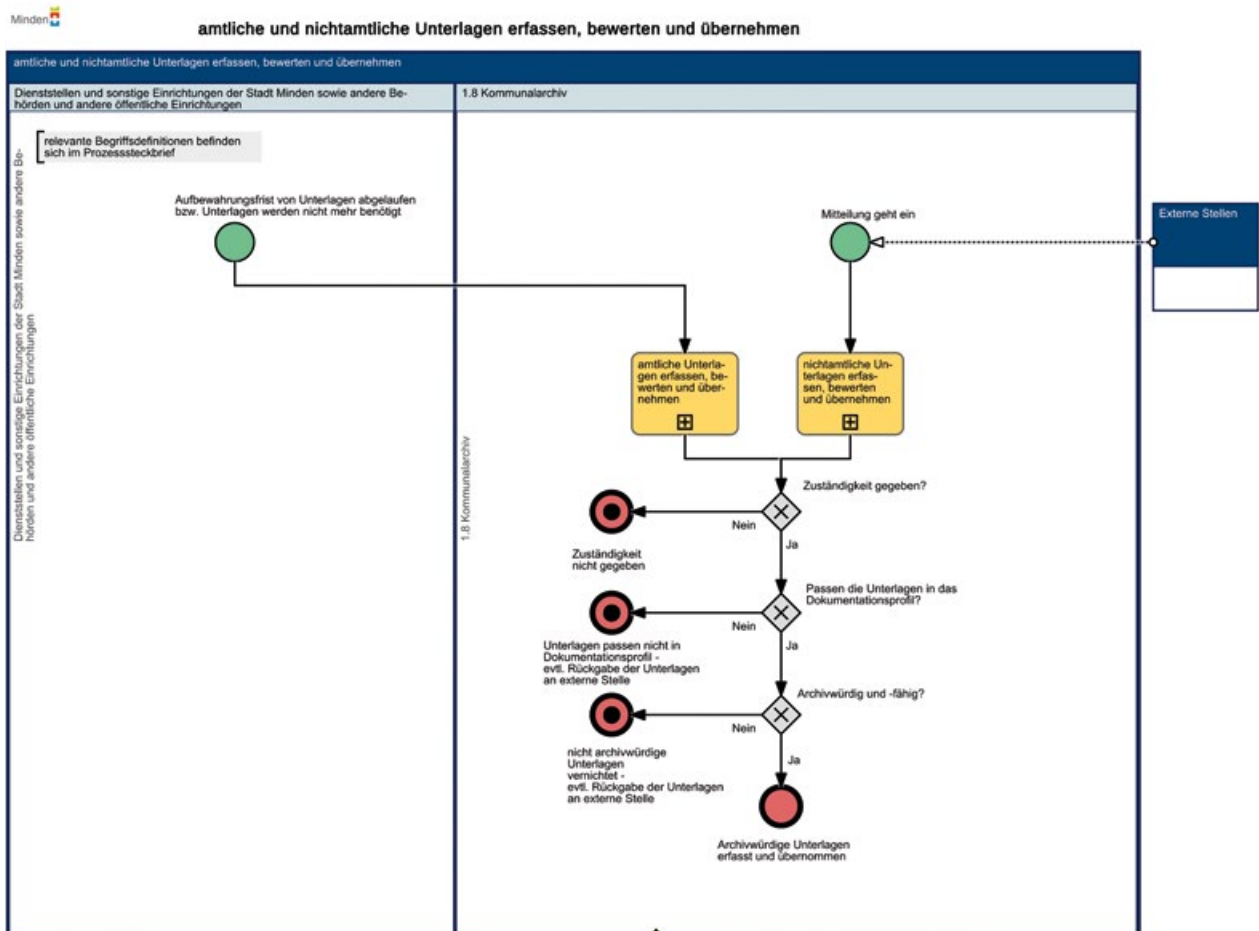 Minden
amtliche und nichtamtliche Unterlagen erfassen, bewerten und übernehmen
amtliche und nichtamtliche Unterlagen erfassen, bewerten und übernehmen
Dienststellen und sonstige Einrichtungen der Stadt Minden sowie andere Be-
hörden und andere öffentliche Einrichtungen
1.8 Kommunalarchiv
Dienststellen und sonstige Einrichtungen der Stadt Minden sowie andere Be-
hörden und andere öffentliche Einrichtungen
relevante Begriffsdefinitionen befinden
sich im Prozesssteckbrief
Aufbewahrungsfrist von Unterlagen abgelaufen
bzw. Unterlagen werden nicht mehr benötigt
1.8 Kommunalarchiv
Mitteilung geht ein
Externe Stellen
amtliche Unterla-
gen erfassen, be-
werten und über-
nehmen
nichtamtliche Un-
terlagen erfas-
sen, bewerten
und übernehmen
Zuständigkeit gegeben?
Nein
Ja
Zuständigkeit
nicht gegeben
Passen die Unterlagen in das
Dokumentationsprofil?
Nein
Ja
Unterlagen passen nicht in
Dokumentationsprofil -
evtl. Rückgabe der Unterlagen
an externe Stelle
Archivwürdig und -fähig?
Nein
Ja
nicht archivwürdige
Unterlagen
vernichtet -
evtl. Rückgabe der Unterlagen
an externe Stelle
Archivwürdige Unterlagen
erfasst und übernommen